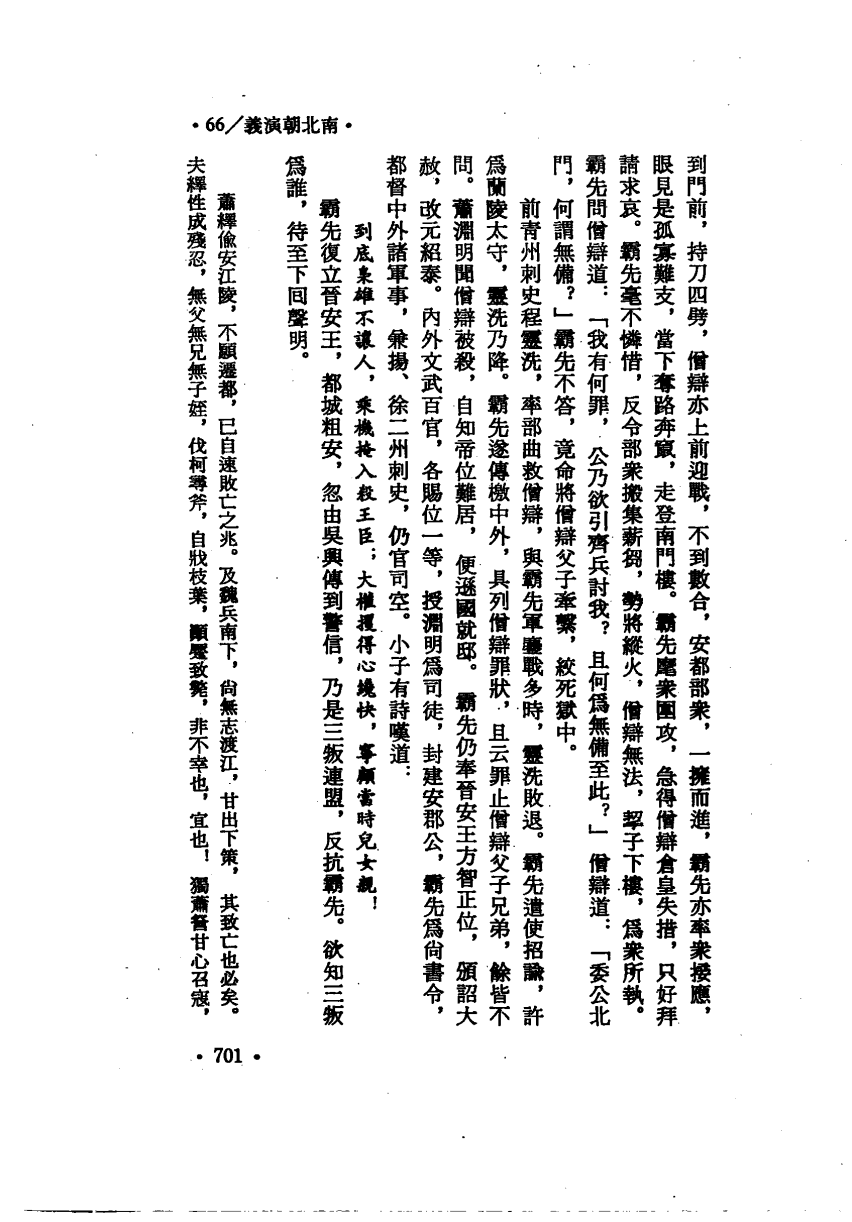 •66／義演朝北南•
到門前，持刀四劈，僧辯亦上前迎戰，不到數合，安都部衆，一擁而進，霸先亦率衆接應，
眼見是孤寡難支，當下奪路奔竄，走登南門樓。霸先麾衆圍攻，急得僧辯倉皇失措，只好拜
請求哀。霸先毫不憐惜，反令部衆搬集薪芻，勢將縱火，僧辯無法，挈子下樓，爲衆所執。
霸先問僧辯道：「我有何罪，公乃欲引齊兵討我？且何爲無備至此？」僧辯道：「委公北
門，何謂無備？」霸先不答，竟命將僧辯父子牽繫，絞死獄中。
前青州刺史程靈洗，率部曲救僧辯，與霸先軍鏖戰多時，靈洗敗退。霸先遣使招諭，許
爲蘭陵太守，靈洗乃降。霸先遂傳檄中外，具列僧辯罪狀，且云罪止僧辯父子兄弟，餘皆不
問。蕭淵明聞僧辯被殺，自知帝位難居，便遜國就邸。霸先仍奉晉安王方智正位，頒詔大
赦，改元紹泰。內外文武百官，各賜位一等，授淵明爲司徒，封建安郡公，霸先爲尙書令，
都督中外諸軍事，兼揚、徐二州刺史，仍官司空。小子有詩嘆道：
到底梟雄不讓人，乘機掩入殺王臣；大權攬得心纔快，寧顧當時兒女親！
霸先復立晉安王，都城粗安，忽由吳興傳到警信，乃是三叛連盟，反抗霸先。欲知三叛
爲誰，待至下回聲明。
蕭繹偸安江陵，不願遷都，已自速敗亡之兆。及魏兵南下，尙無志渡江，甘出下策，其致亡也必矣。
夫繹性成殘忍，無父無兄無子姪，伐柯尋斧，自戕枝葉，顚躓致斃，非不幸也，宜也！獨蕭詧甘心召寇，
•701•